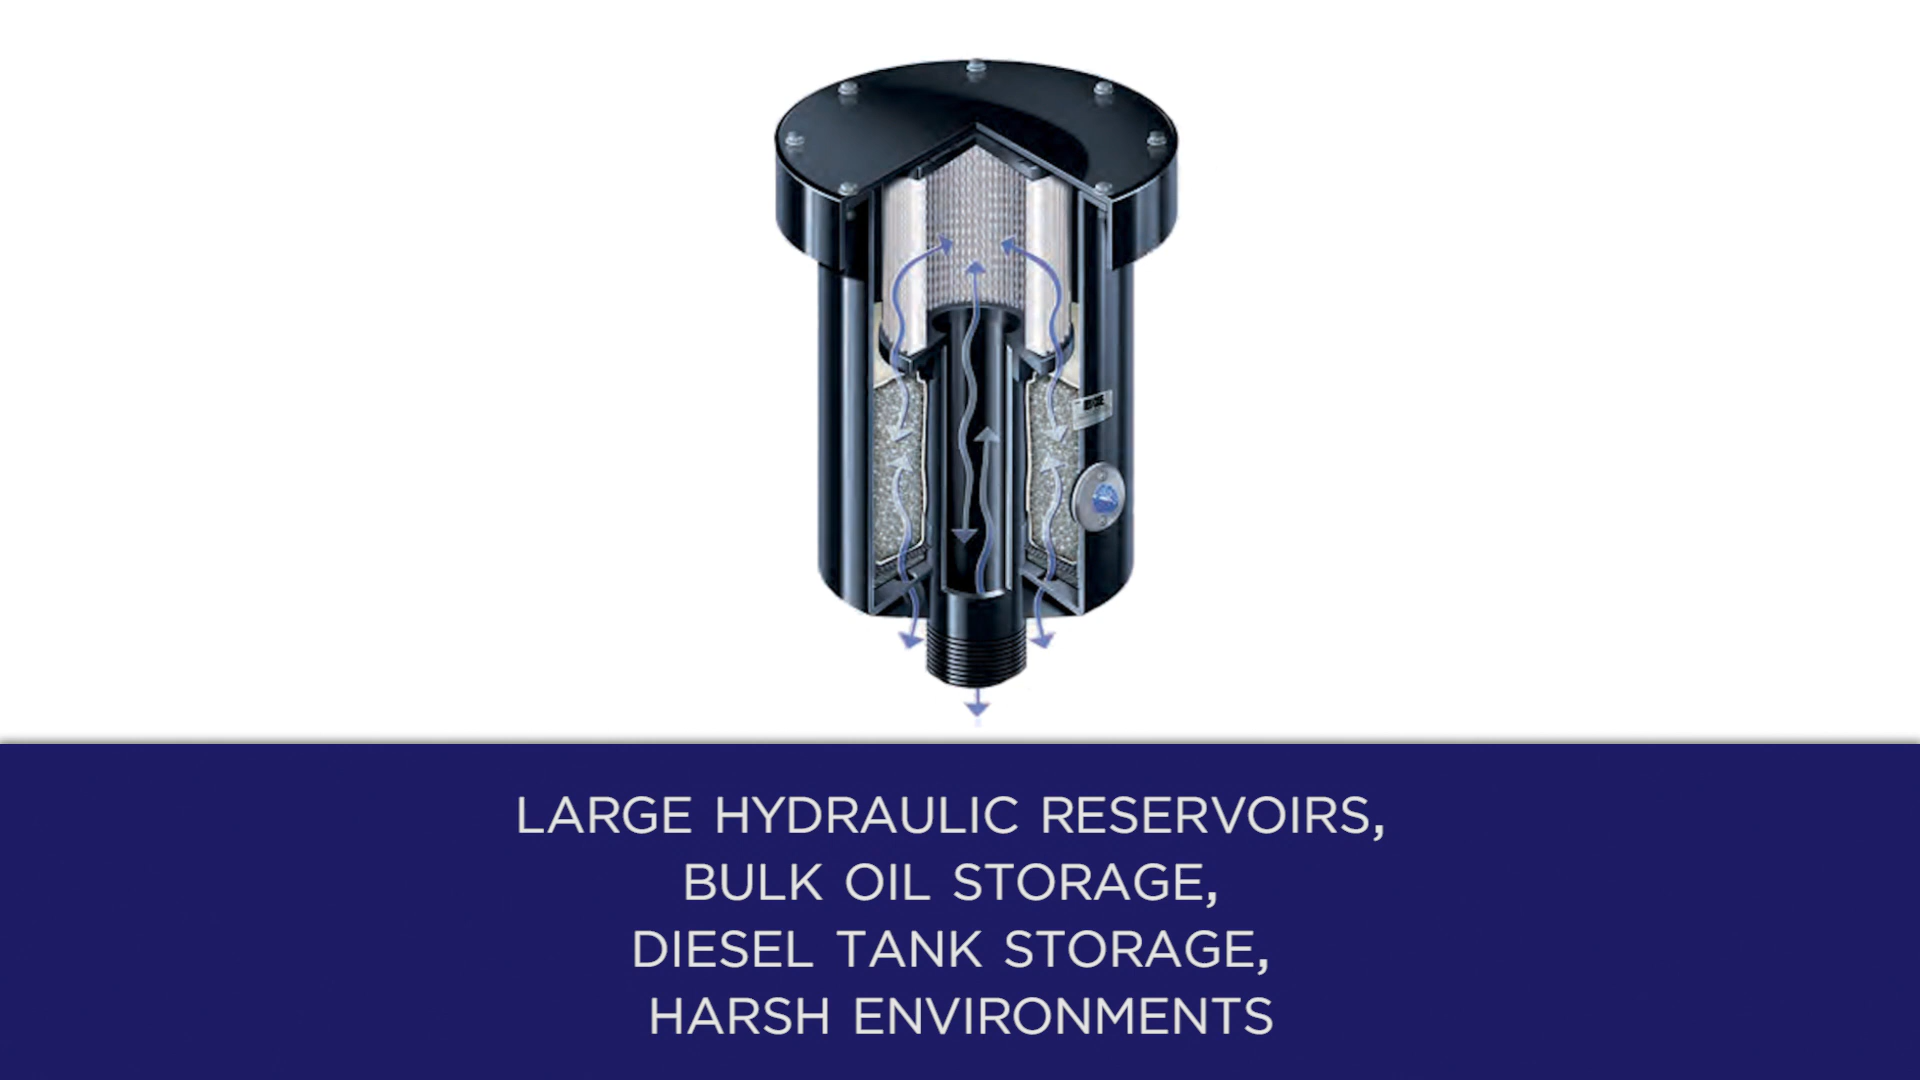 LARGE HYDRAULIC RESERVOIRS,
BULK OIL STORAGE,
DIESEL TANK STORAGE,
HARSH ENVIRONMENTS